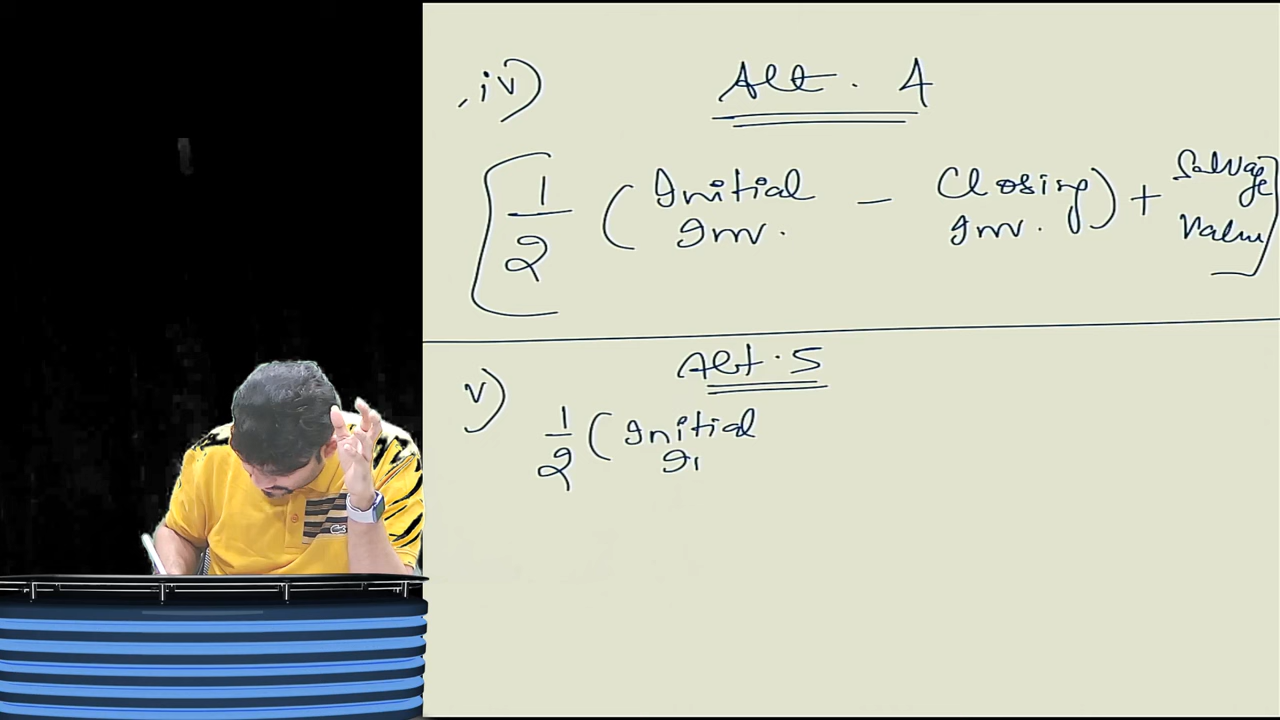 iv) Alt. 4
[1/2 (Initial Inv. - Closing Inv.) + Salvage Value]
v) Alt. 5
1/2 (Initial